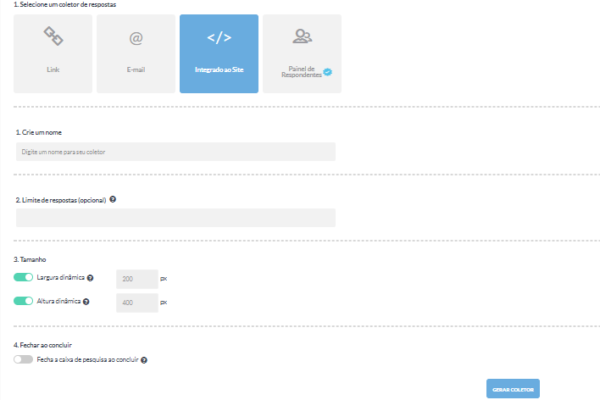 1. Selecione um coletor de respostas
Link
@
E-mail
</>
Integrado ao Site
Painel de
Respondentes
1. Crie um nome
Digite um nome para seu coletor
2. Limite de respostas (opcional) ?
3. Tamanho
Largura dinâmica ? 200 px
Altura dinâmica ? 400 px
4. Fechar ao concluir
Fecha a caixa de pesquisa ao concluir ?
GERAR COLETOR